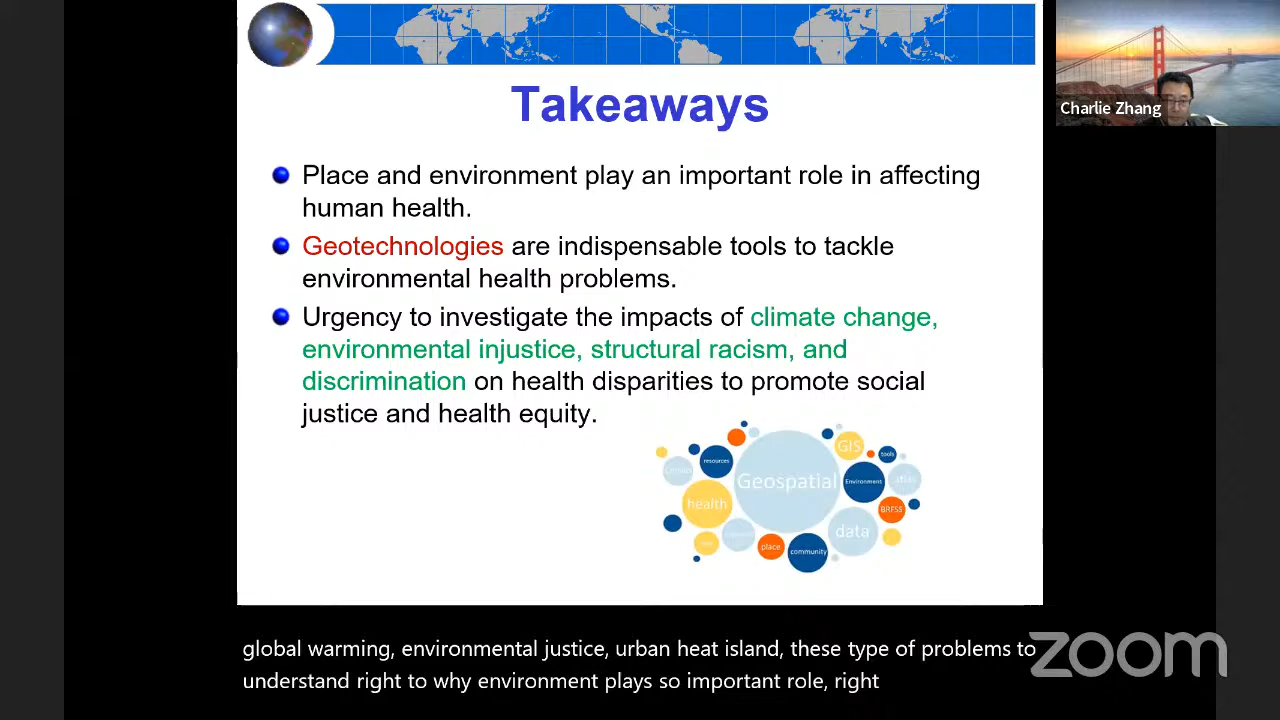 Takeaways
Charlie Zhang
Place and environment play an important role in affecting
human health.
Geotechnologies are indispensable tools to tackle
environmental health problems.
Urgency to investigate the impacts of climate change,
environmental injustice, structural racism, and
discrimination on health disparities to promote social
justice and health equity.
GIS
tools
resources
Geospatial
Environment
atlas
health
BRFSS
data
place
community
global warming, environmental justice, urban heat island, these type of problems to
understand right to why environment plays so important role, right
zoom